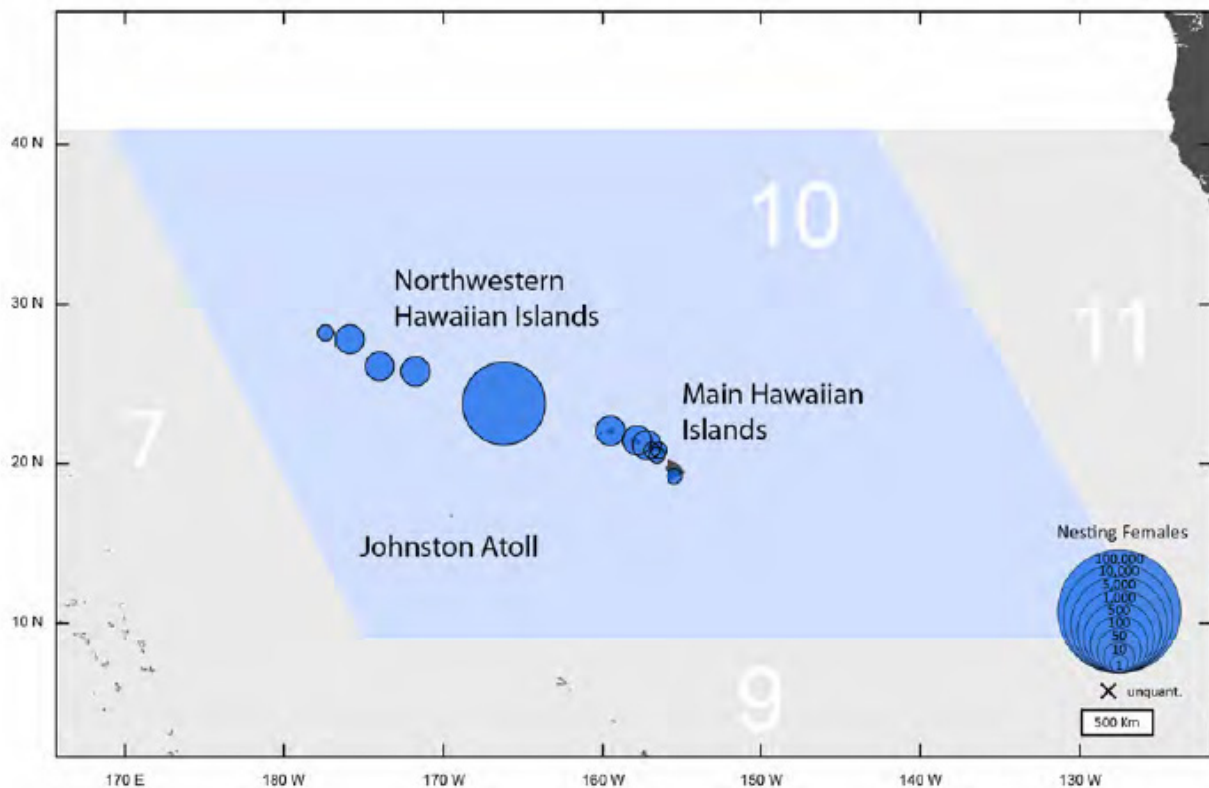 40 N
30 N
20 N
10 N
10
11
7
9
Northwestern
Hawaiian Islands
Main Hawaiian
Islands
Johnston Atoll
Nesting Females
100,000
10,000
5,000
1,000
500
100
50
10
1
unquant.
500 Km
170 E
180 W
170 W
160 W
150 W
140 W
130 W